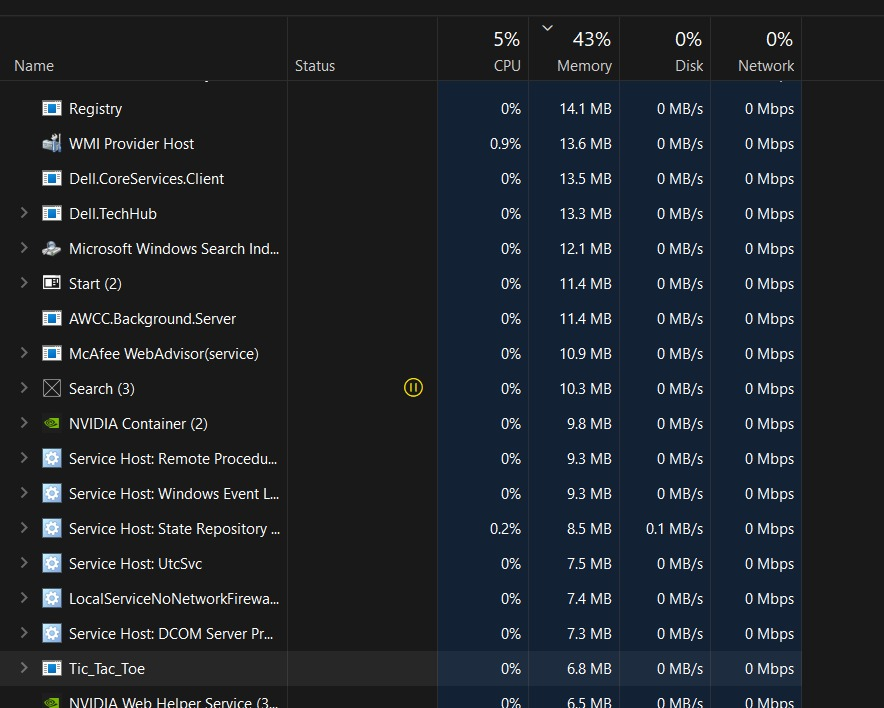 5% 43% 0% 0%
Name Status CPU Memory Disk Network
Registry 0% 14.1 MB 0 MB/s 0 Mbps
WMI Provider Host 0.9% 13.6 MB 0 MB/s 0 Mbps
Dell.CoreServices.Client 0% 13.5 MB 0 MB/s 0 Mbps
Dell.TechHub 0% 13.3 MB 0 MB/s 0 Mbps
Microsoft Windows Search Ind... 0% 12.1 MB 0 MB/s 0 Mbps
Start (2) 0% 11.4 MB 0 MB/s 0 Mbps
AWCC.Background.Server 0% 11.4 MB 0 MB/s 0 Mbps
McAfee WebAdvisor(service) 0% 10.9 MB 0 MB/s 0 Mbps
Search (3) 0% 10.3 MB 0 MB/s 0 Mbps
NVIDIA Container (2) 0% 9.8 MB 0 MB/s 0 Mbps
Service Host: Remote Procedu... 0% 9.3 MB 0 MB/s 0 Mbps
Service Host: Windows Event L... 0% 9.3 MB 0 MB/s 0 Mbps
Service Host: State Repository ... 0.2% 8.5 MB 0.1 MB/s 0 Mbps
Service Host: UtcSvc 0% 7.5 MB 0 MB/s 0 Mbps
LocalServiceNoNetworkFirewa... 0% 7.4 MB 0 MB/s 0 Mbps
Service Host: DCOM Server Pr... 0% 7.3 MB 0 MB/s 0 Mbps
Tic_Tac_Toe 0% 6.8 MB 0 MB/s 0 Mbps
NVIDIA Web Helper Service (3... 0% 6.5 MB 0 MB/s 0 Mbps